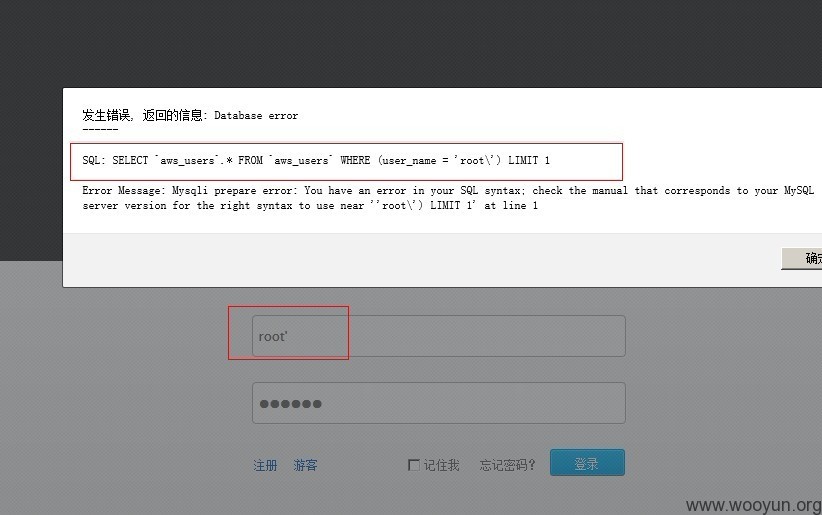 发生错误, 返回的信息: Database error
------
SQL: SELECT `aws_users`.* FROM `aws_users` WHERE (user_name = 'root\') LIMIT 1
Error Message: Mysqli prepare error: You have an error in your SQL syntax; check the manual that corresponds to your MySQL
server version for the right syntax to use near ''root\') LIMIT 1' at line 1
确定
root'
注册 游客 记住我 忘记密码? 登录
www.wooyun.org